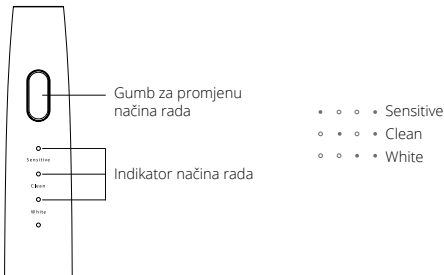 Gumb za promjenu
načina rada
Sensitive
Clean
White
Indikator načina rada
Sensitive
Clean
White